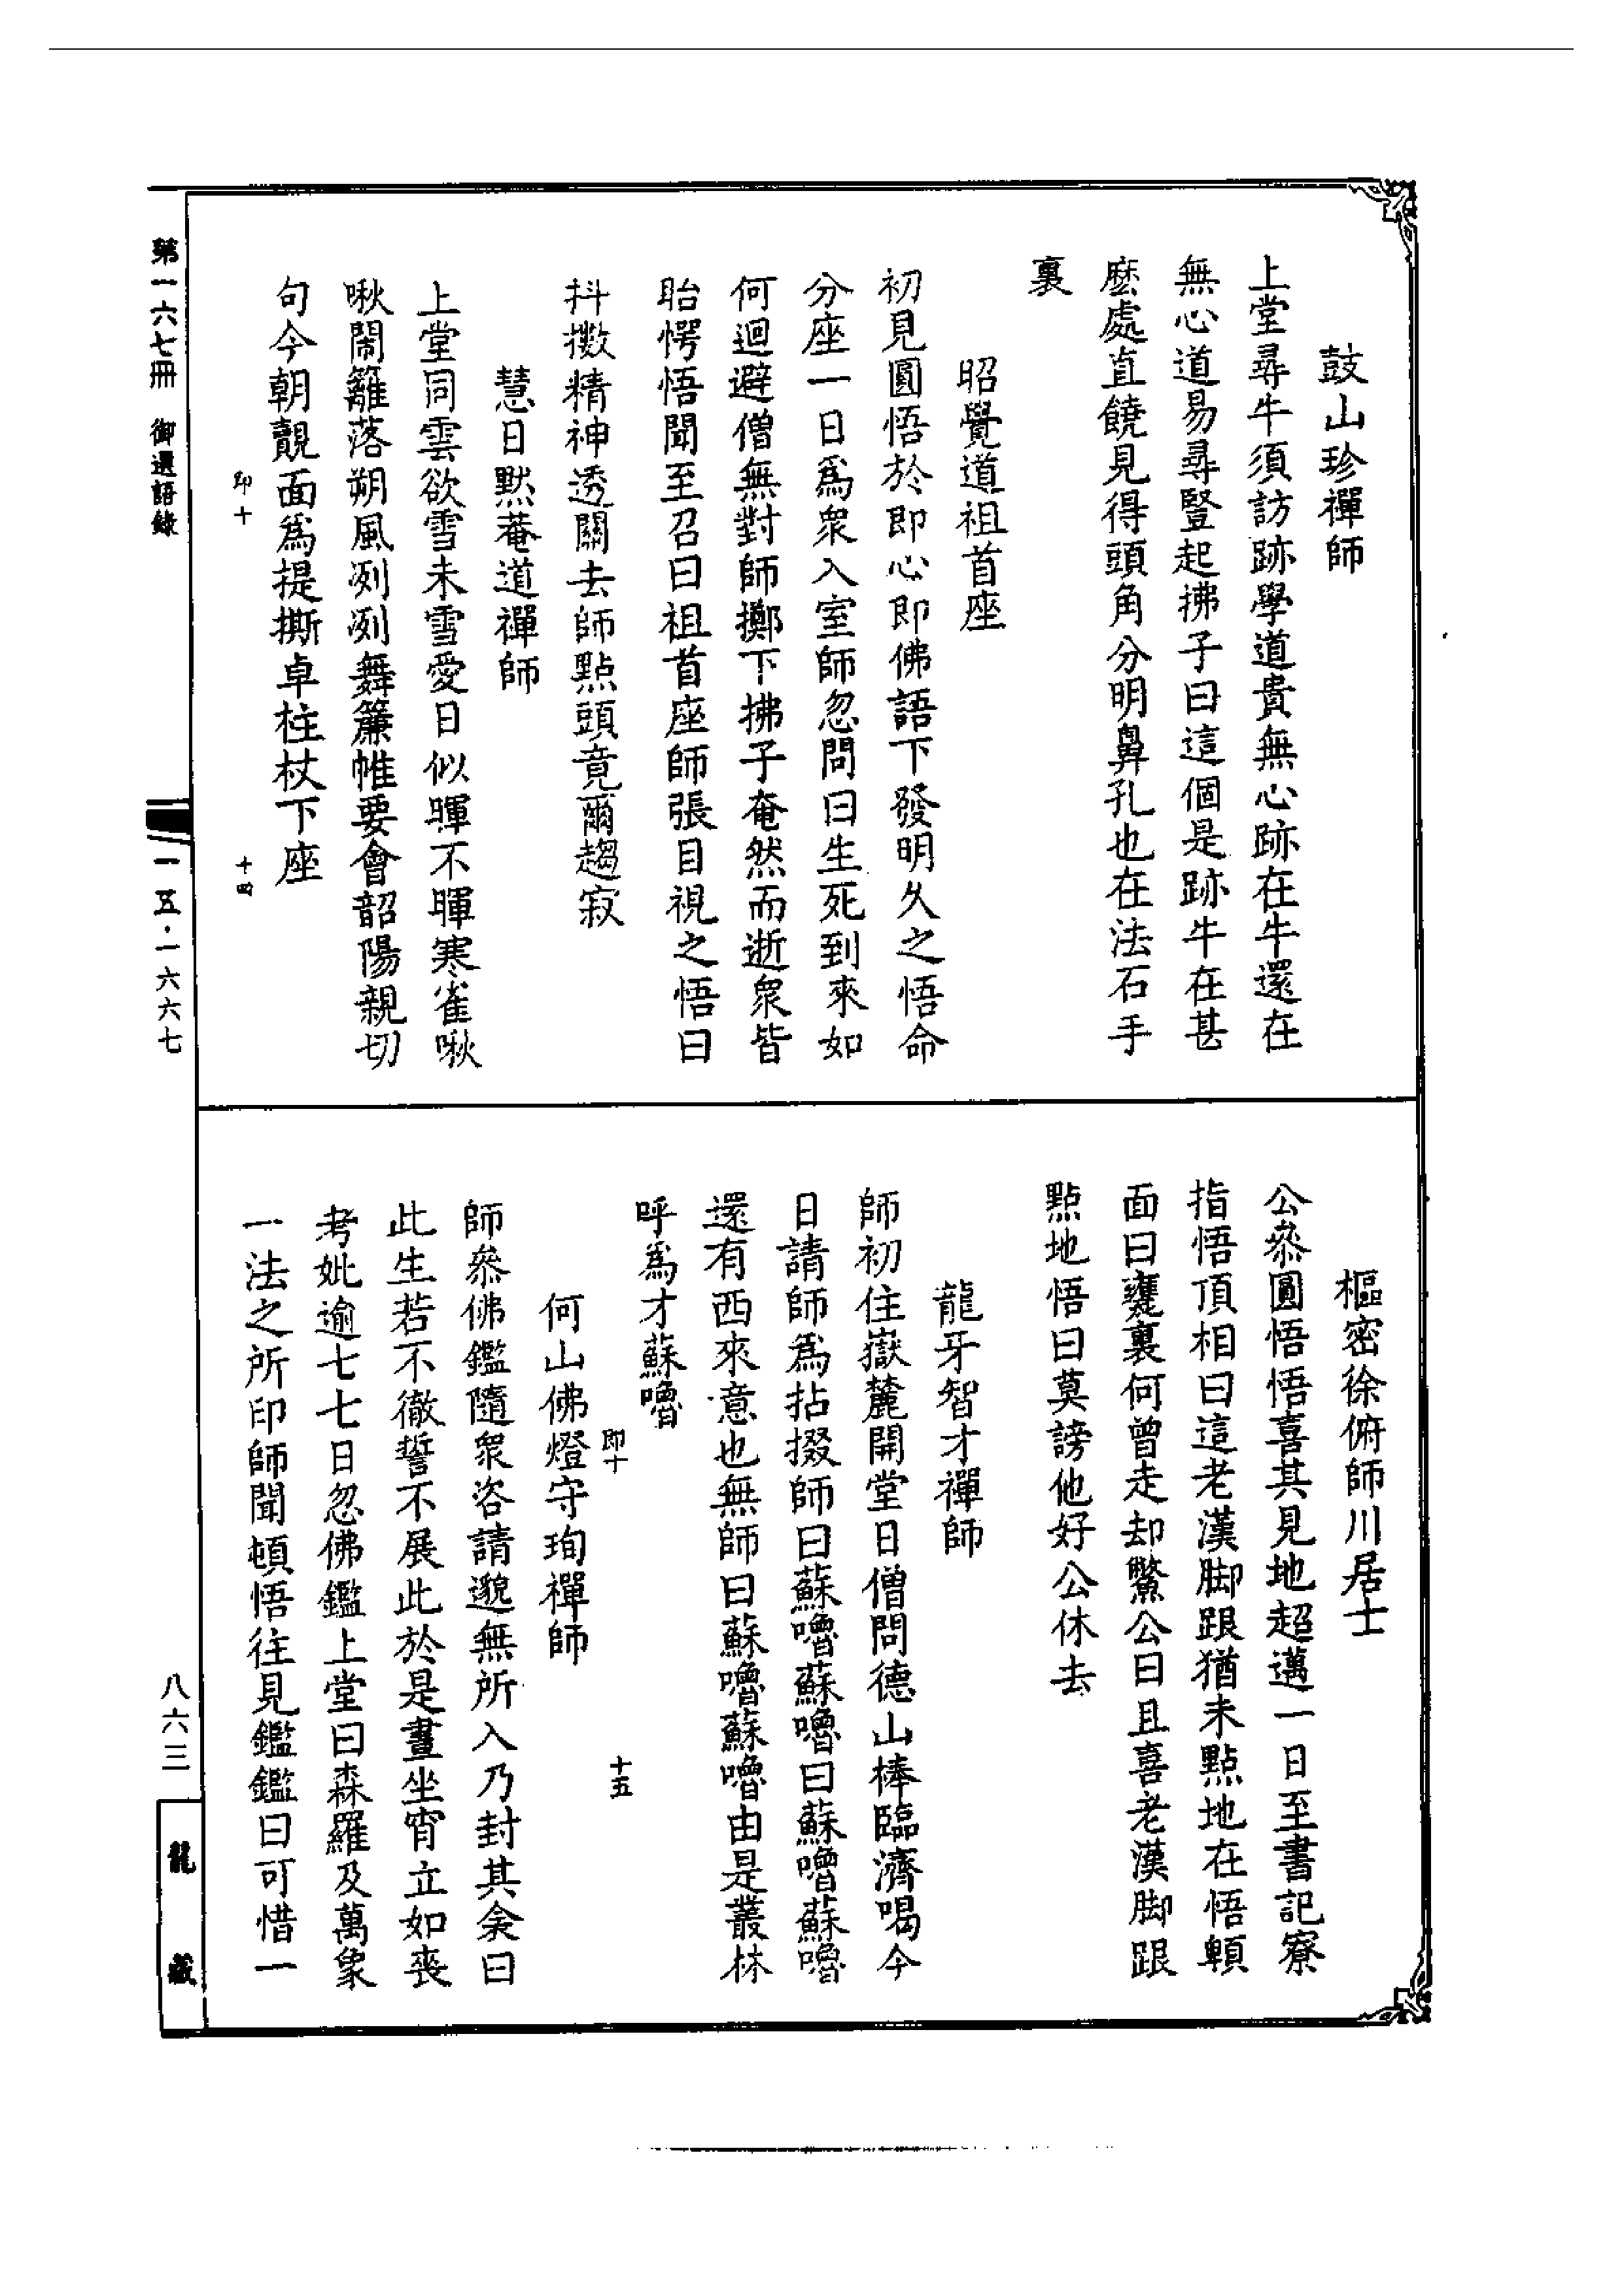 鼓山珍禪師
上堂尋牛須訪跡學道貴無心跡在牛還在
無心道易尋豎起拂子曰這個是跡牛在甚
麽處直饒見得頭角分明鼻孔也在法石手
裏
昭覺道祖首座
初見圓悟於即心即佛語下發明久之悟命
分座一日爲衆入室師忽問曰生死到來如
何迴避僧無對師擲下拂子奄然而逝衆皆
眙愕悟聞至召曰祖首座師張目視之悟曰
抖擻精神透關去師點頭竟爾趨寂
慧日默菴道禪師
上堂同雲欲雪未雪愛日似暉不暉寒雀啾
啾鬧籬落朔風冽冽舞簾帷要會韶陽親切
句今朝覿面爲提撕卓柱杖下座
印十
十四
樞密徐俯師川居士
公叅圓悟悟喜其見地超邁一日至書記寮
指悟頂相曰這老漢脚跟猶未點地在悟䫌
面曰甕裏何曾走却鱉公曰且喜老漢脚跟
點地悟曰莫謗他好公休去
龍牙智才禪師
師初住嶽麓開堂日僧問德山棒臨濟喝今
日請師爲拈掇師曰蘇嚕蘇嚕曰蘇嚕蘇嚕
還有西來意也無師曰蘇嚕蘇嚕由是叢林
呼爲才蘇嚕
印十
十五
何山佛燈守珣禪師
師叅佛鑑隨衆咨請邈無所入乃封其衾曰
此生若不徹誓不展此於是晝坐宵立如喪
考妣逾七七日忽佛鑑上堂曰森羅及萬象
一法之所印師聞頓悟往見鑑鑑曰可惜一
第一六七冊
御選語錄
一五·一六六七
八六三
龍藏